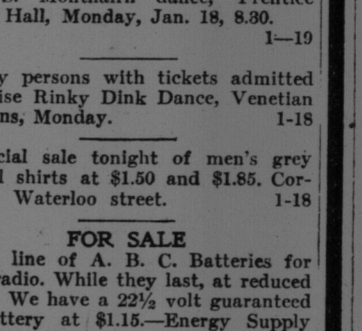 dance, Prentice
Hall, Monday, Jan. 18, 8.30.
1—19
y persons with tickets admitted
ise Rinky Dink Dance, Venetian
ns, Monday. 1-18
cial sale tonight of men's grey
l shirts at $1.50 and $1.85. Cor-
Waterloo street. 1-18
FOR SALE
line of A. B. C. Batteries for
radio. While they last, at reduced
We have a 22½ volt guaranteed
ttery at $1.15.—Energy Supply